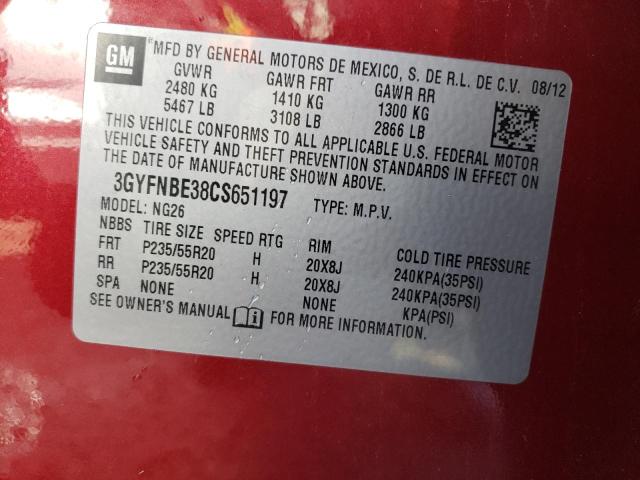 GM
® MFD BY GENERAL MOTORS DE MEXICO, S. DE R.L. DE C.V. 08/12
GVWR GAWR FRT GAWR RR
2480 KG 1410 KG 1300 KG
5467 LB 3108 LB 2866 LB
THIS VEHICLE CONFORMS TO ALL APPLICABLE U.S. FEDERAL MOTOR
VEHICLE SAFETY AND THEFT PREVENTION STANDARDS IN EFFECT ON
THE DATE OF MANUFACTURE SHOWN ABOVE.
3GYFNBE38CS651197 TYPE: M.P.V.
MODEL: NG26
NBBS TIRE SIZE SPEED RTG RIM COLD TIRE PRESSURE
FRT P235/55R20 H 20X8J 240KPA(35PSI)
RR P235/55R20 H 20X8J 240KPA(35PSI)
SPA NONE NONE KPA(PSI)
SEE OWNER'S MANUAL FOR MORE INFORMATION.